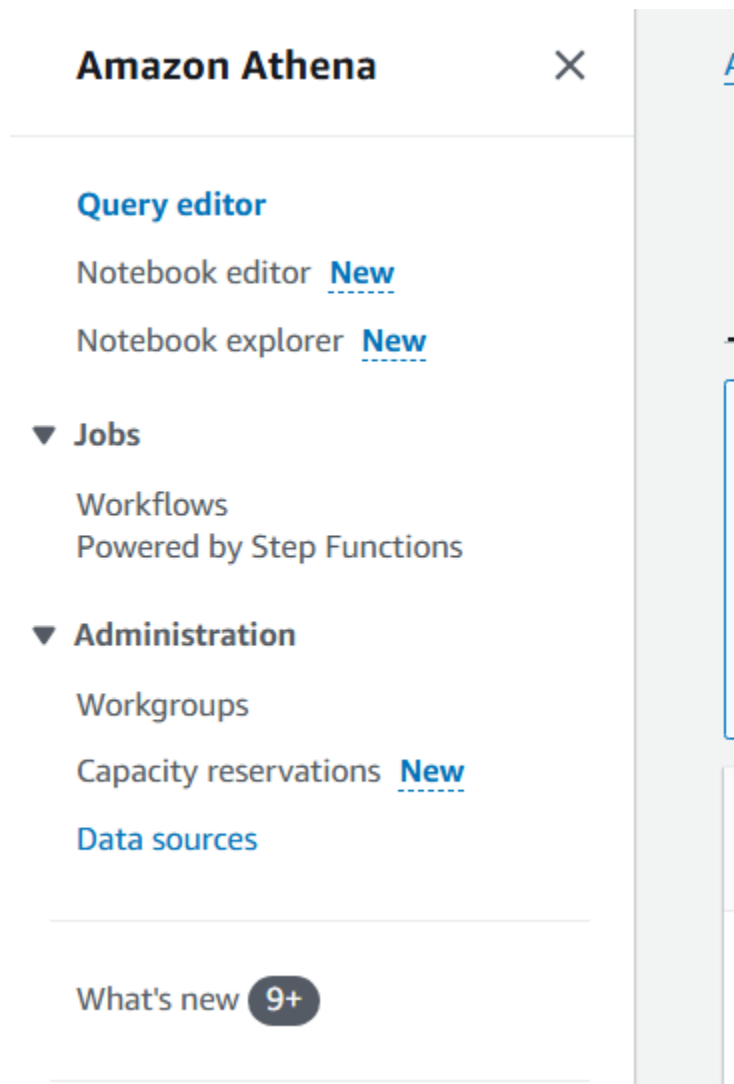 Amazon Athena
Query editor
Notebook editor New
Notebook explorer New
Jobs
Workflows
Powered by Step Functions
Administration
Workgroups
Capacity reservations New
Data sources
What's new 9+